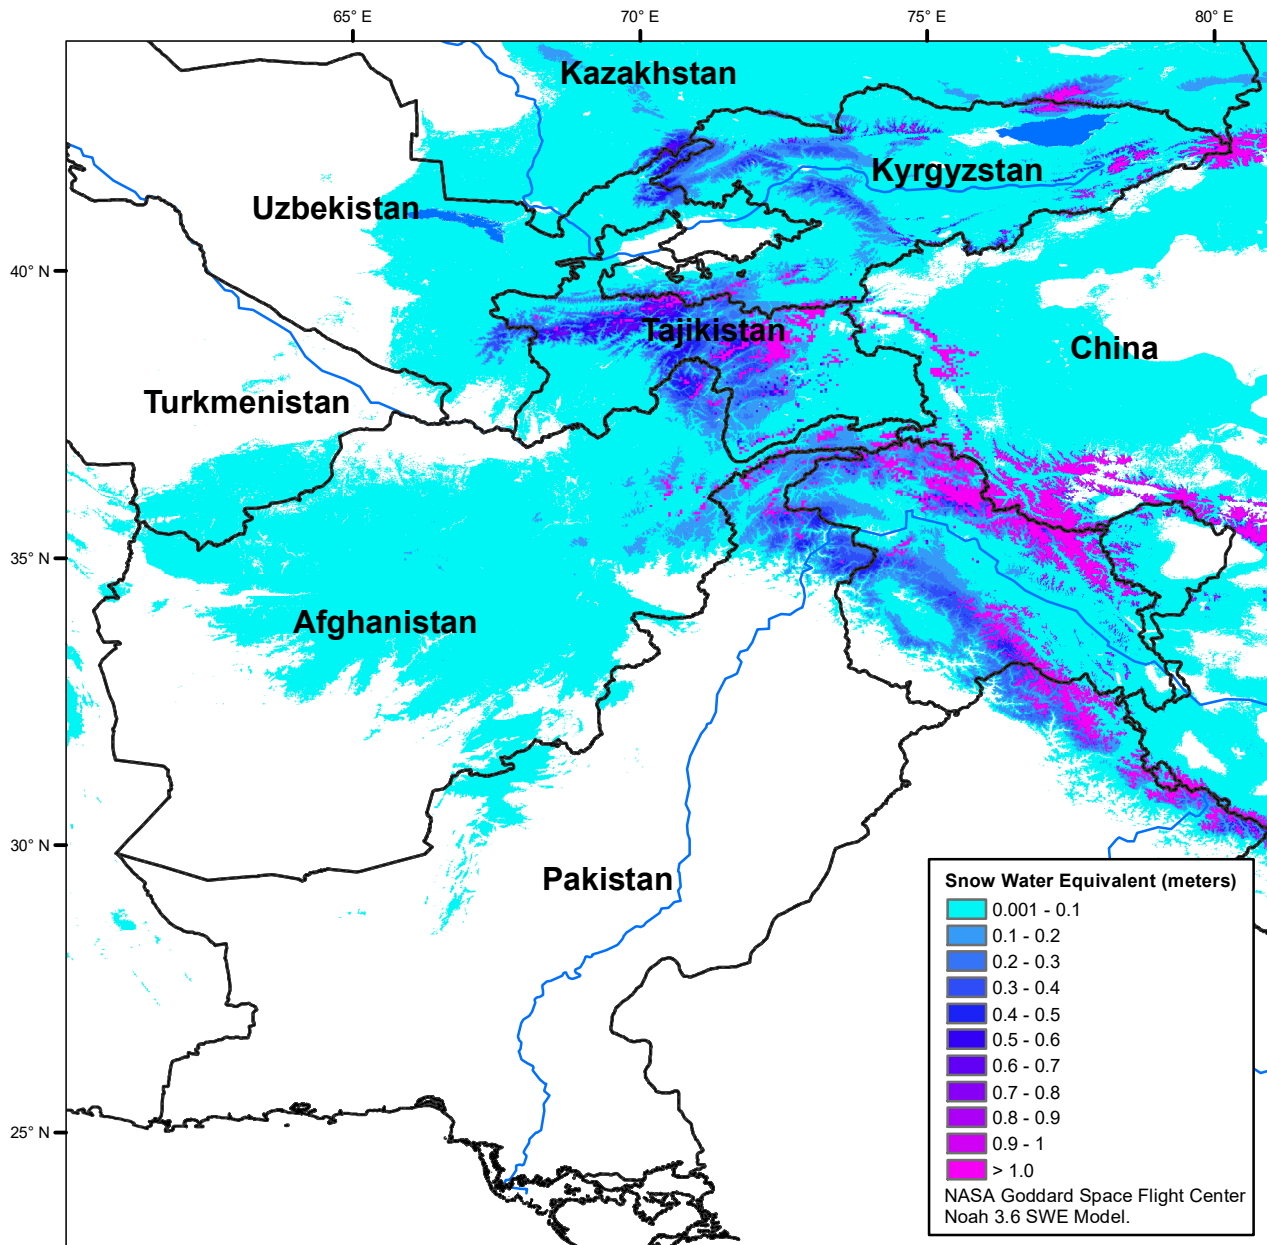 65° E
70° E
75° E
80° E
Kazakhstan
Kyrgyzstan
Uzbekistan
40° N
Tajikistan
China
Turkmenistan
35° N
Afghanistan
30° N
Pakistan
25° N
Snow Water Equivalent (meters)
0.001 - 0.1
0.1 - 0.2
0.2 - 0.3
0.3 - 0.4
0.4 - 0.5
0.5 - 0.6
0.6 - 0.7
0.7 - 0.8
0.8 - 0.9
0.9 - 1
> 1.0
NASA Goddard Space Flight Center
Noah 3.6 SWE Model.